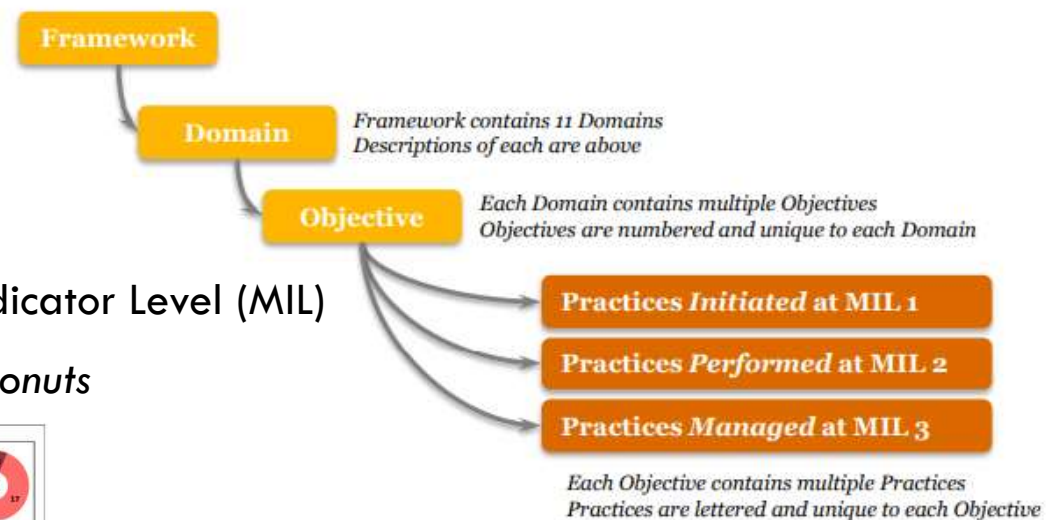 Framework
Domain
Framework contains 11 Domains
Descriptions of each are above
Objective
Each Domain contains multiple Objectives
Objectives are numbered and unique to each Domain
Level (MIL)
Practices Initiated at MIL 1
Practices Performed at MIL 2
Practices Managed at MIL 3
17
Each Objective contains multiple Practices
Practices are lettered and unique to each Objective